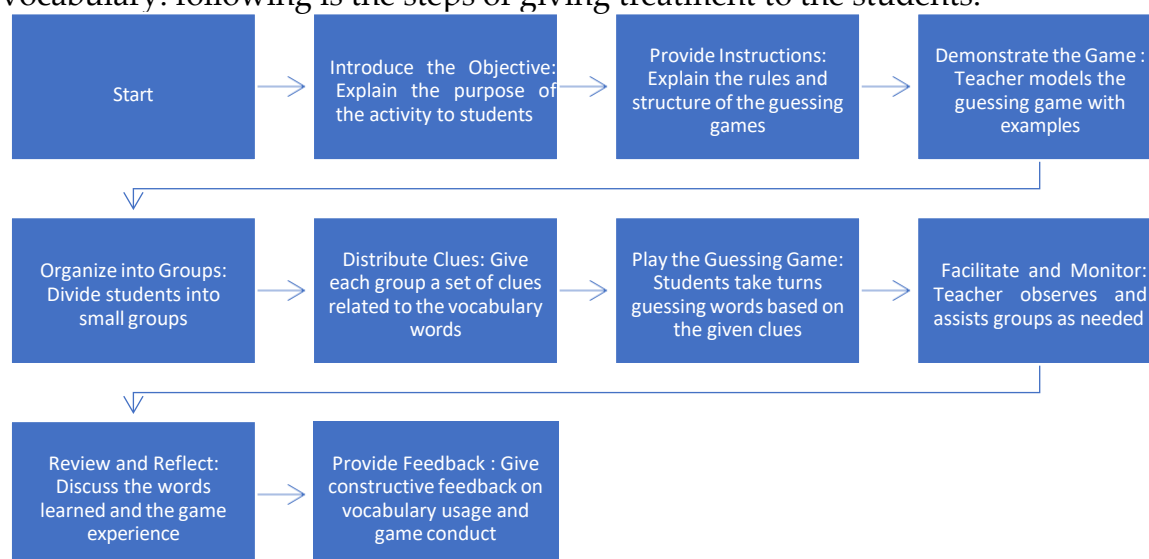 vocabulary. following is the steps of giving treatment to the students.
Start
Introduce the Objective:
Explain the purpose of
the activity to students
Provide Instructions:
Explain the rules and
structure of the guessing
games
Demonstrate the Game :
Teacher models the
guessing game with
examples
Organize into Groups:
Divide students into
small groups
Distribute Clues: Give
each group a set of clues
related to the vocabulary
words
Play the Guessing Game:
Students take turns
guessing words based on
the given clues
Facilitate and Monitor:
Teacher observes and
assists groups as needed
Review and Reflect:
Discuss the words
learned and the game
experience
Provide Feedback : Give
constructive feedback on
vocabulary usage and
game conduct